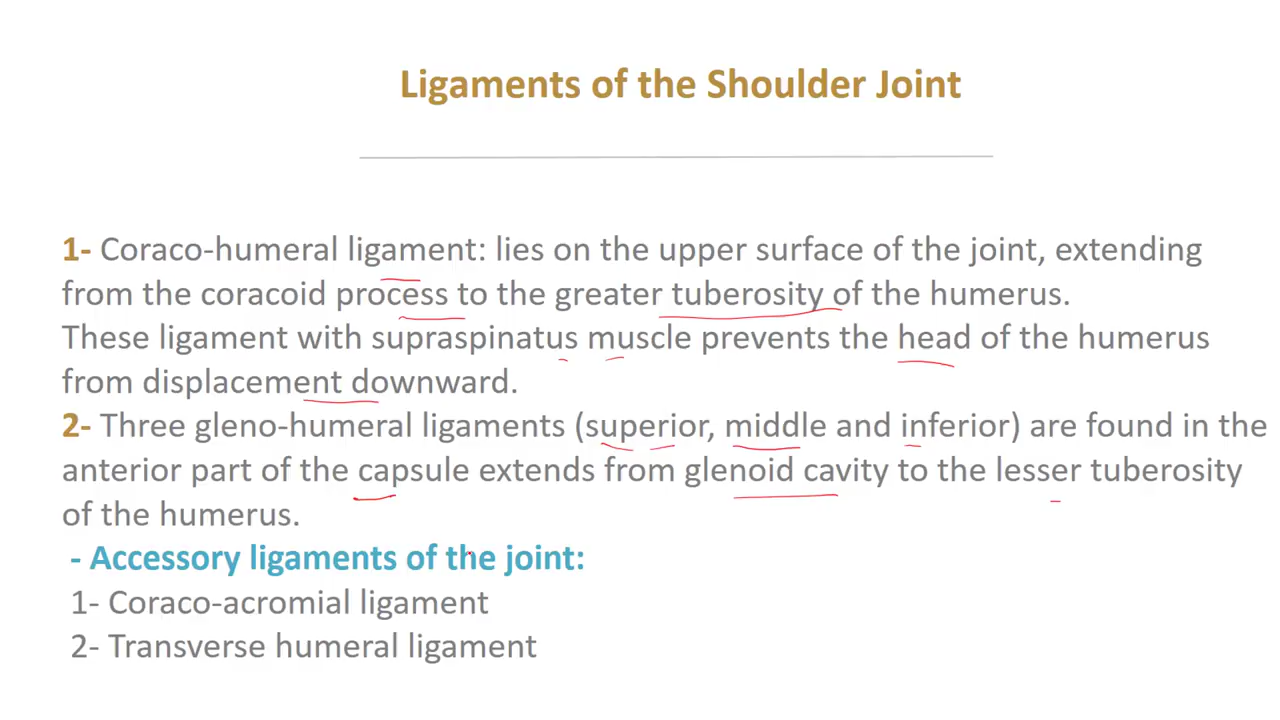 Ligaments of the Shoulder Joint
1- Coraco-humeral ligament: lies on the upper surface of the joint, extending
from the coracoid process to the greater tuberosity of the humerus.
These ligament with supraspinatus muscle prevents the head of the humerus
from displacement downward.
2- Three gleno-humeral ligaments (superior, middle and inferior) are found in the
anterior part of the capsule extends from glenoid cavity to the lesser tuberosity
of the humerus.
- Accessory ligaments of the joint:
1- Coraco-acromial ligament
2- Transverse humeral ligament